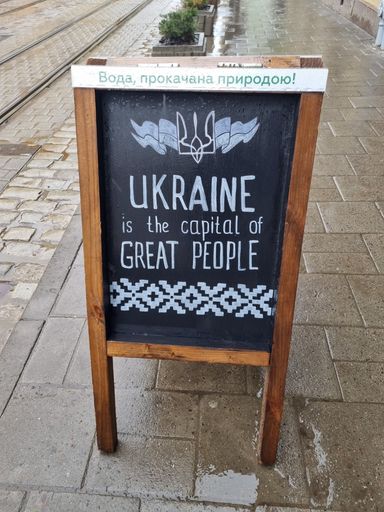 Вода, прокачана природою!
UKRAINE
is the capital of
GREAT PEOPLE